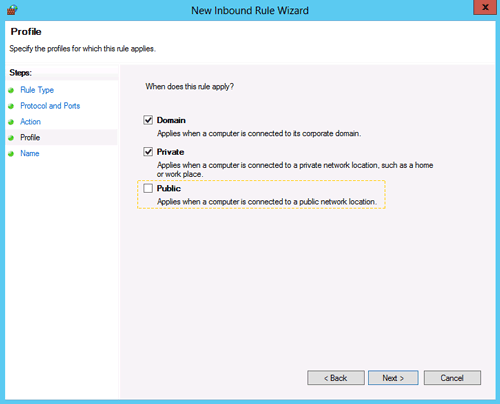 New Inbound Rule Wizard
x
Profile
Specify the profiles for which this rule applies.
Steps:
Rule Type
Protocol and Ports
Action
Profile
Name
When does this rule apply?
Domain
Applies when a computer is connected to its corporate domain.
Private
Applies when a computer is connected to a private network location, such as a home
or work place.
Public
Applies when a computer is connected to a public network location.
< Back
Next >
Cancel